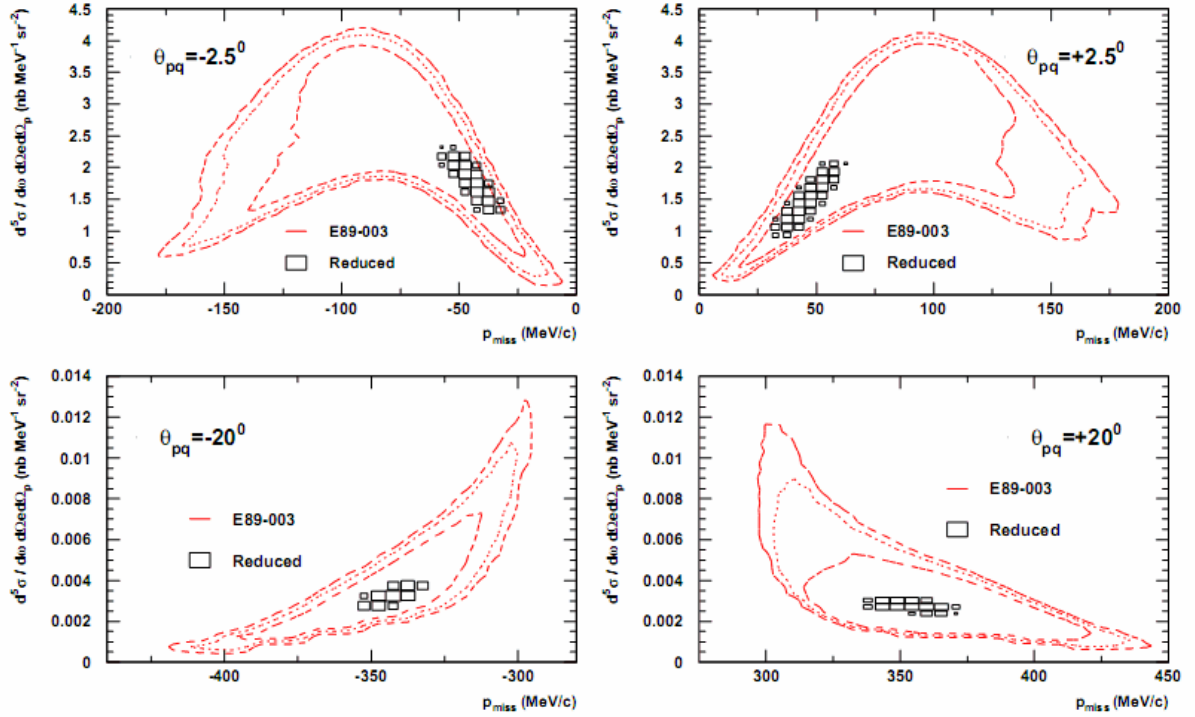 d⁵σ / dω dΩedΩp (nb MeV⁻¹ sr⁻²)
4.5
4
3.5
3
2.5
2
1.5
1
0.5
0
θpq=-2.5⁰
E89-003
Reduced
-200 -150 -100 -50 0
pmiss (MeV/c)
d⁵σ / dω dΩedΩp (nb MeV⁻¹ sr⁻²)
4.5
4
3.5
3
2.5
2
1.5
1
0.5
0
θpq=+2.5⁰
E89-003
Reduced
0 50 100 150 200
pmiss (MeV/c)
d⁵σ / dω dΩedΩp (nb MeV⁻¹ sr⁻²)
0.014
0.012
0.01
0.008
0.006
0.004
0.002
0
θpq=-20⁰
E89-003
Reduced
-400 -350 -300
pmiss (MeV/c)
d⁵σ / dω dΩedΩp (nb MeV⁻¹ sr⁻²)
0.014
0.012
0.01
0.008
0.006
0.004
0.002
0
θpq=+20⁰
E89-003
Reduced
300 350 400 450
pmiss (MeV/c)